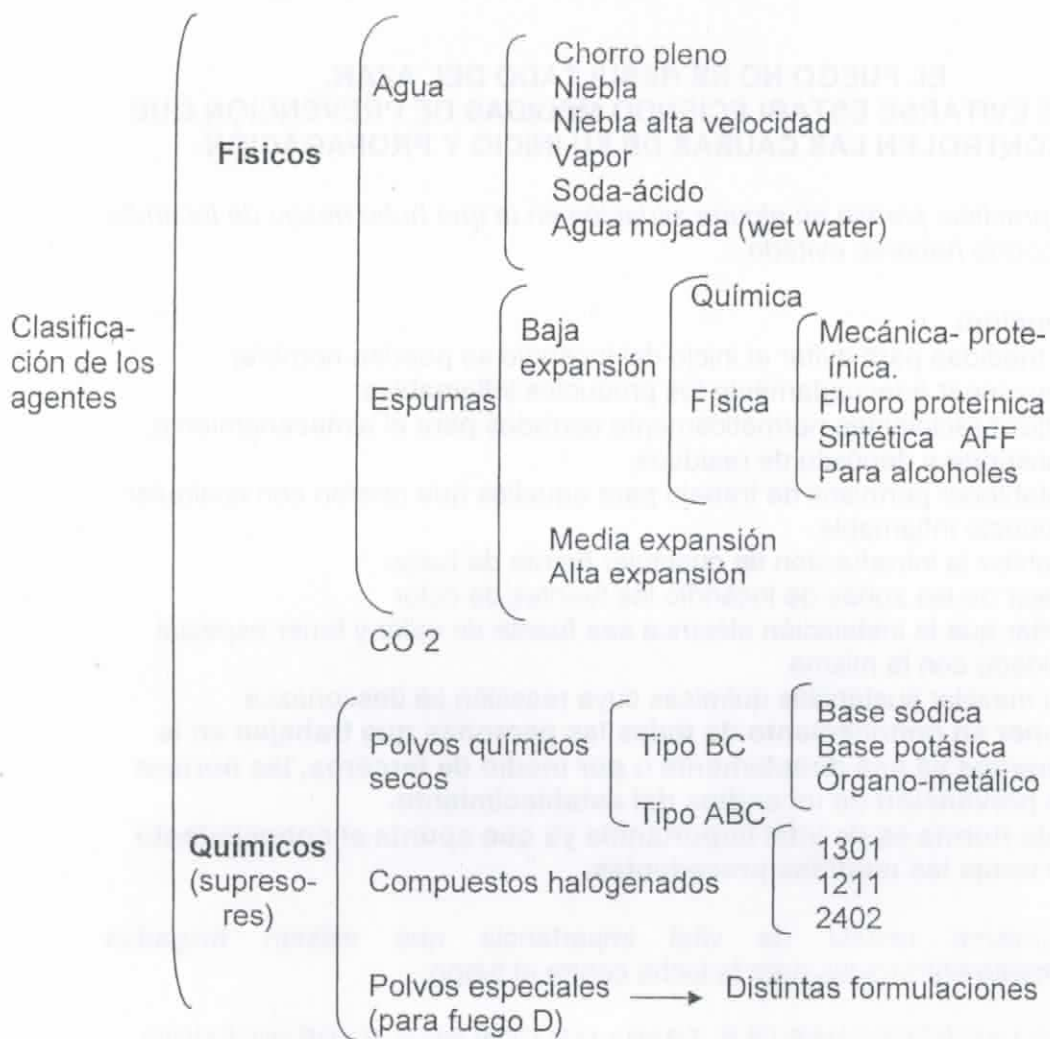 Clasifica-
ción de los
agentes
Físicos
Agua
Chorro pleno
Niebla
Niebla alta velocidad
Vapor
Soda-ácido
Agua mojada (wet water)
Espumas
Baja
expansión
Química
Física
Mecánica- prote-
ínica.
Fluoro proteínica
Sintética AFF
Para alcoholes
Media expansión
Alta expansión
CO 2
Químicos
(supreso-
res)
Polvos químicos
secos
Tipo BC
Base sódica
Base potásica
Órgano-metálico
Tipo ABC
Compuestos halogenados
1301
1211
2402
Polvos especiales
(para fuego D)
Distintas formulaciones